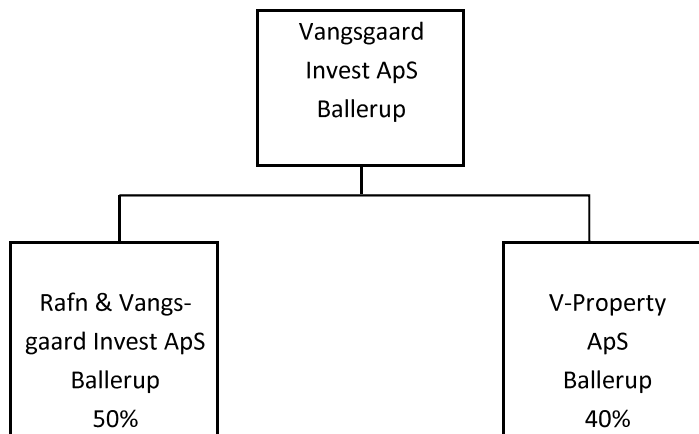 Vangsgaard
Invest ApS
Ballerup
Rafn & Vangs-
gaard Invest ApS
Ballerup
50%
V-Property
ApS
Ballerup
40%